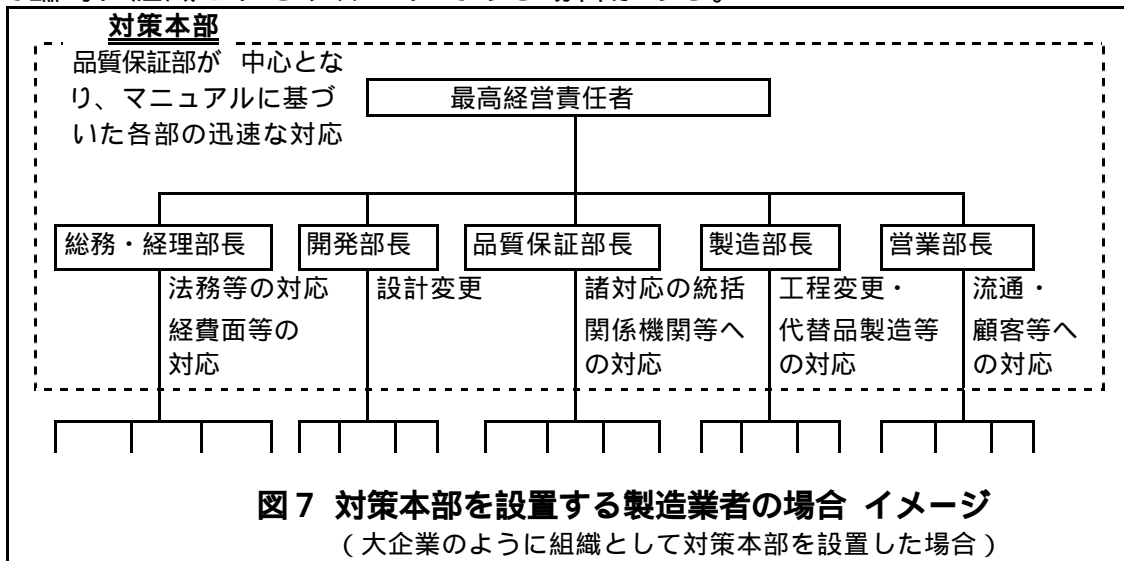 対策本部
品質保証部が 中心とな
り、マニュアルに基づ
いた各部の迅速な対応
最高経営責任者
総務・経理部長
開発部長
品質保証部長
製造部長
営業部長
法務等の対応
経費面等の
対応
設計変更
諸対応の統括
関係機関等へ
の対応
工程変更・
代替品製造等
の対応
流通・
顧客等へ
の対応
図7 対策本部を設置する製造業者の場合 イメージ
(大企業のように組織として対策本部を設置した場合)